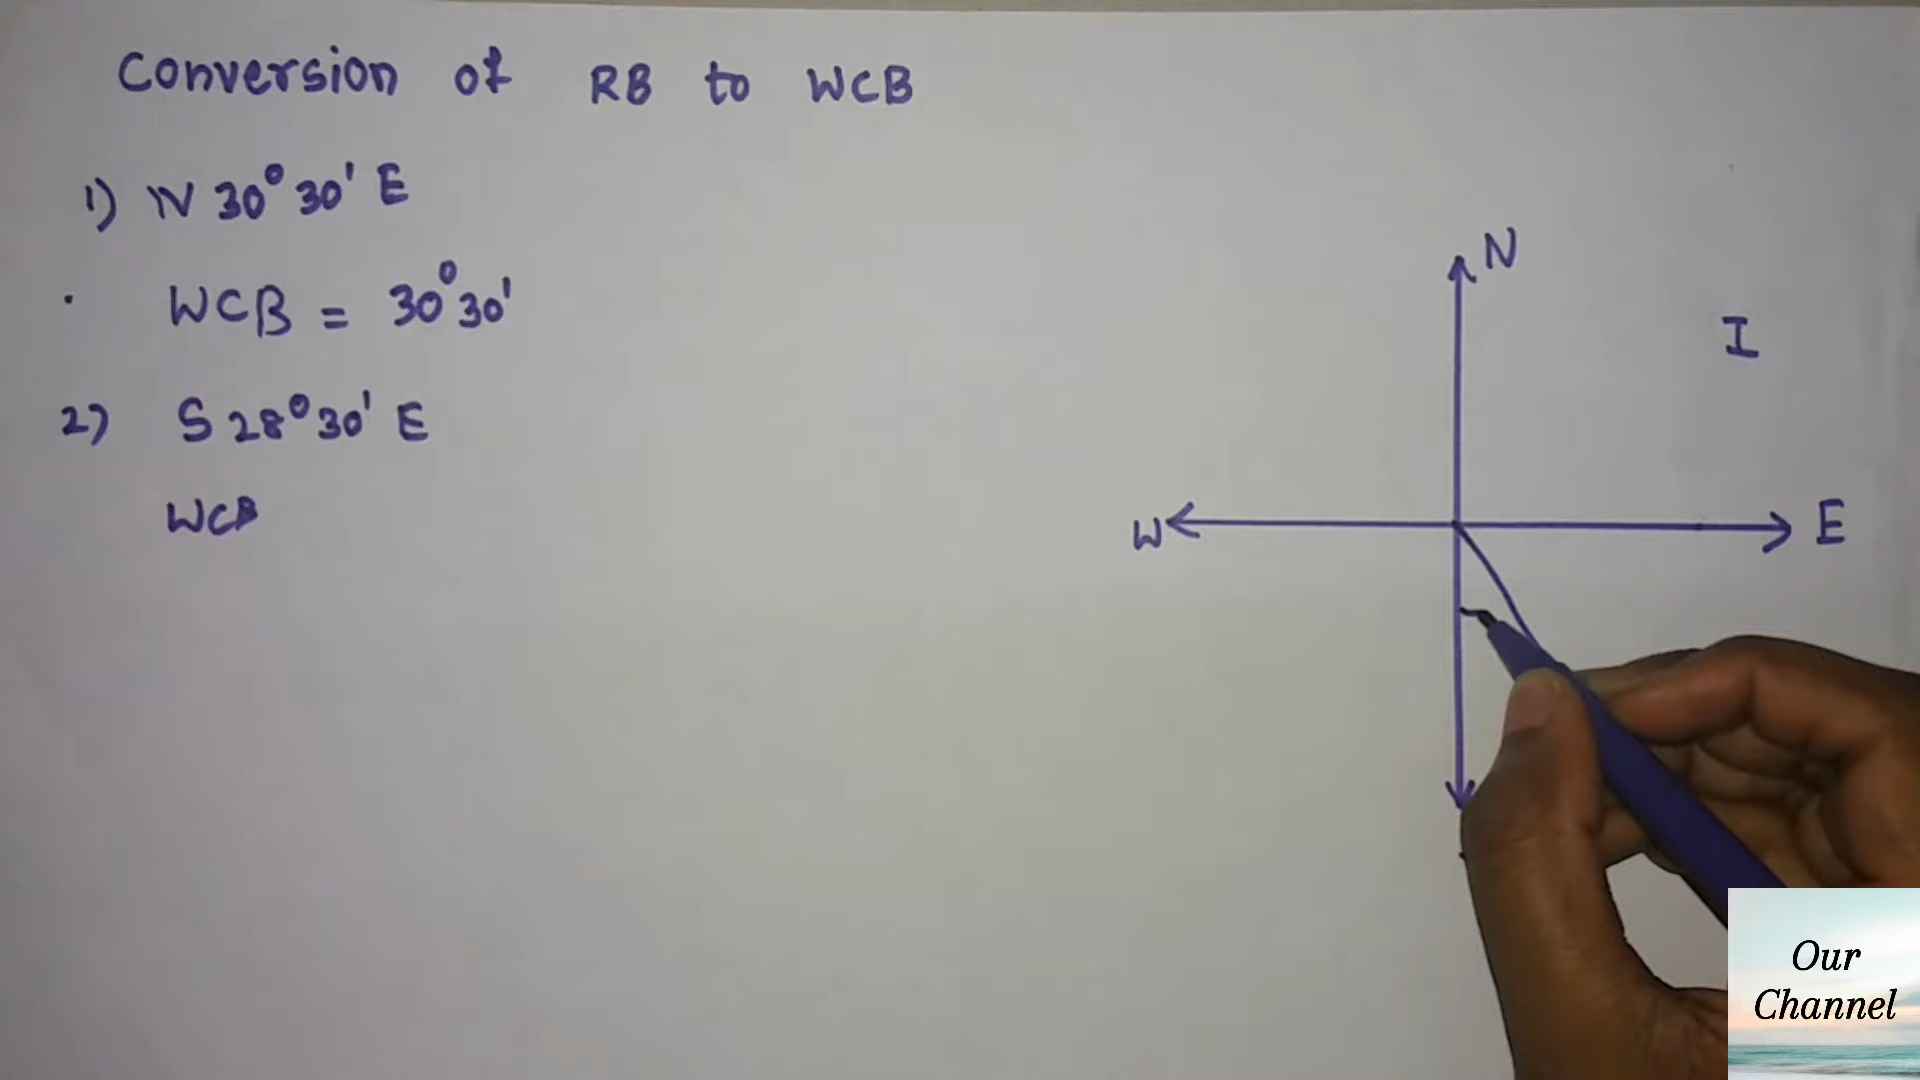 Conversion of RB to WCB
1) N 30° 30' E
WCB = 30° 30'
2) S 28° 30' E
WCB
N
I
W
E
Our
Channel